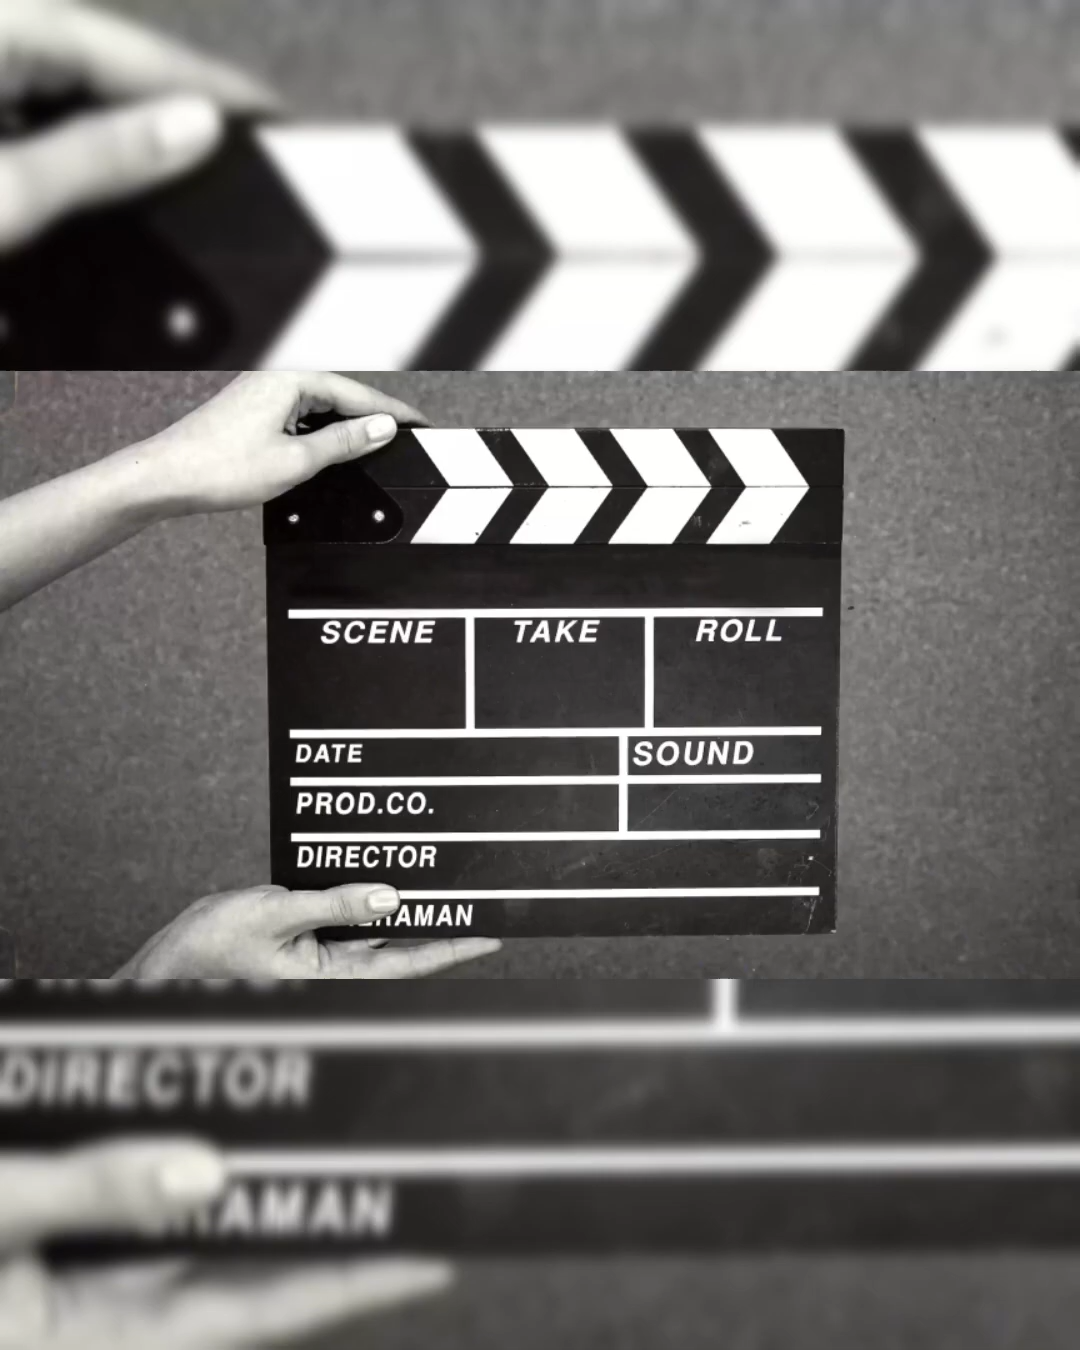 SCENE TAKE ROLL
DATE SOUND
PROD.CO.
DIRECTOR
DIRECTOR